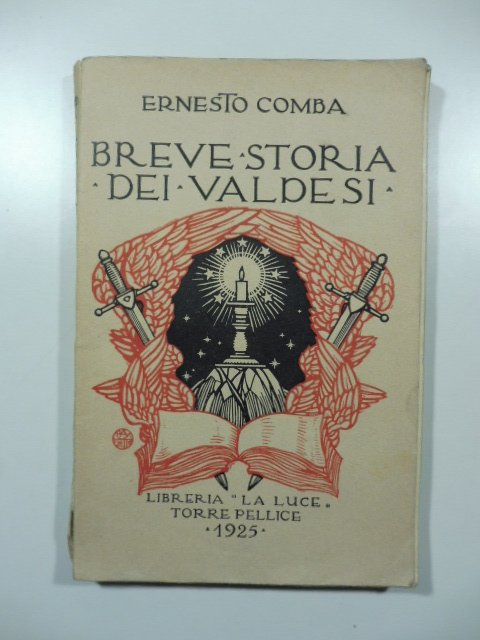 ERNESTO COMBA
BREVE · STORIA
· DEI · VALDESI ·
LIBRERIA "LA LUCE"
TORRE PELLICE
· 1925 ·